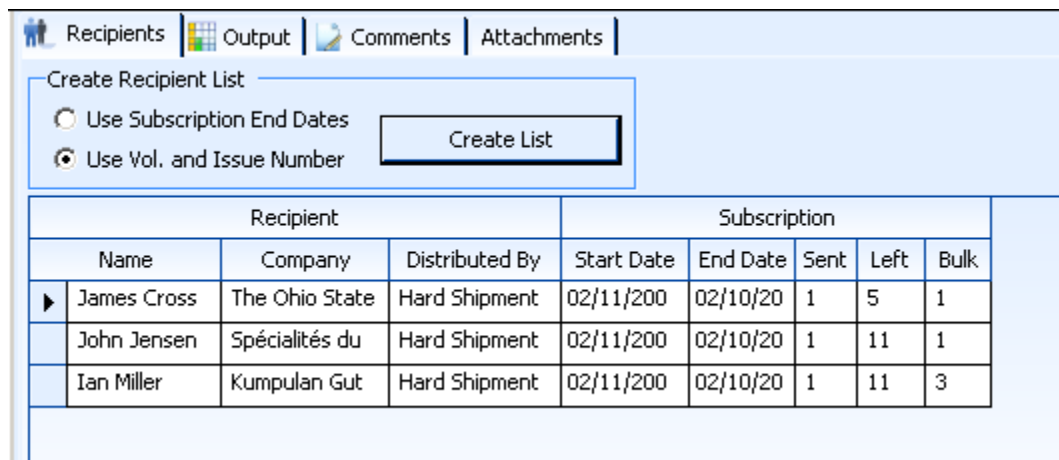 Recipients Output Comments Attachments
Create Recipient List
Use Subscription End Dates
Use Vol. and Issue Number
Create List
Recipient Subscription
Name Company Distributed By Start Date End Date Sent Left Bulk
James Cross The Ohio State Hard Shipment 02/11/200 02/10/20 1 5 1
John Jensen Spécialités du Hard Shipment 02/11/200 02/10/20 1 11 1
Ian Miller Kumpulan Gut Hard Shipment 02/11/200 02/10/20 1 11 3